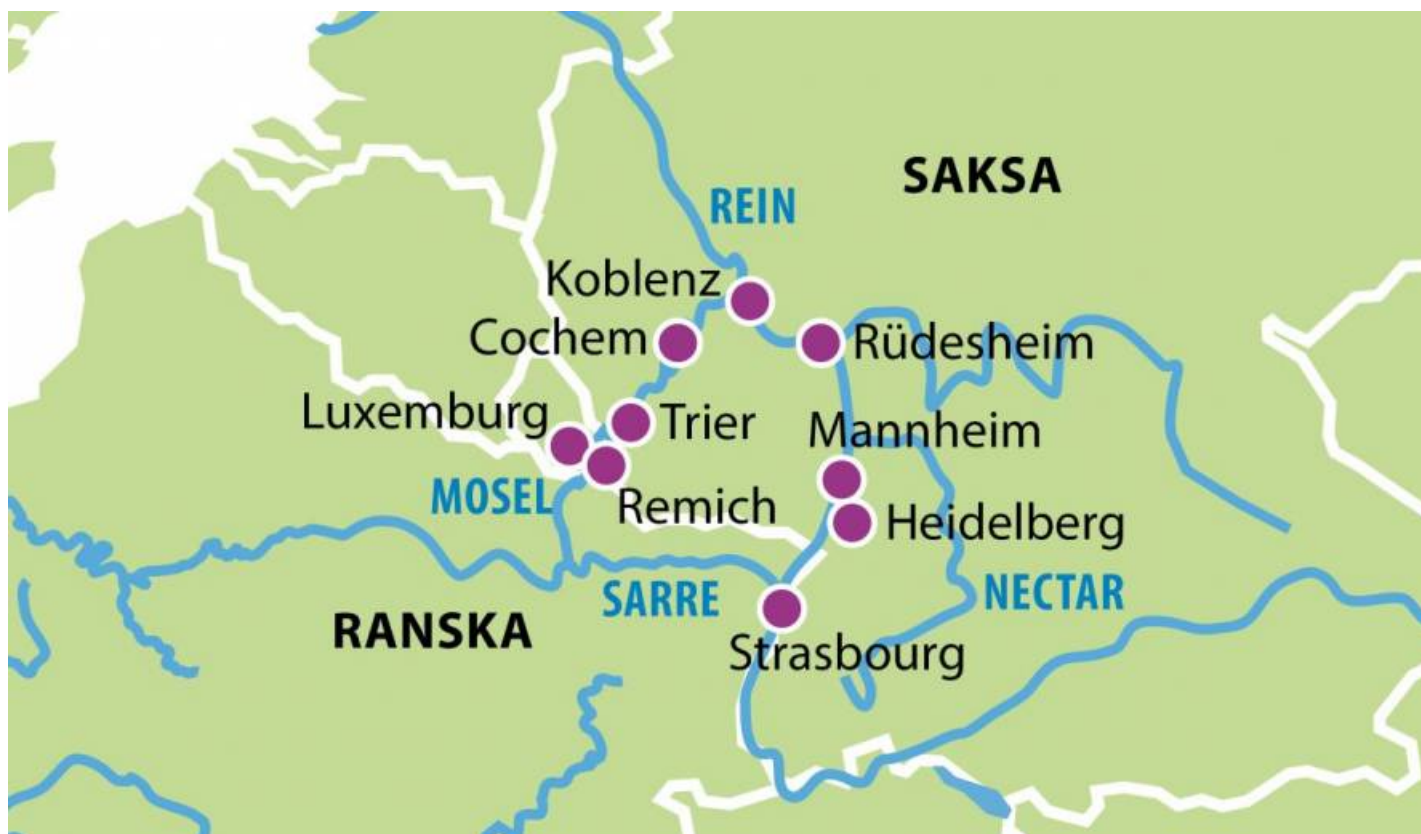 SAKSA
REIN
Koblenz
Cochem
Rüdesheim
Luxemburg
Trier
Mannheim
MOSEL
Remich
Heidelberg
SARRE
NECTAR
RANSKA
Strasbourg